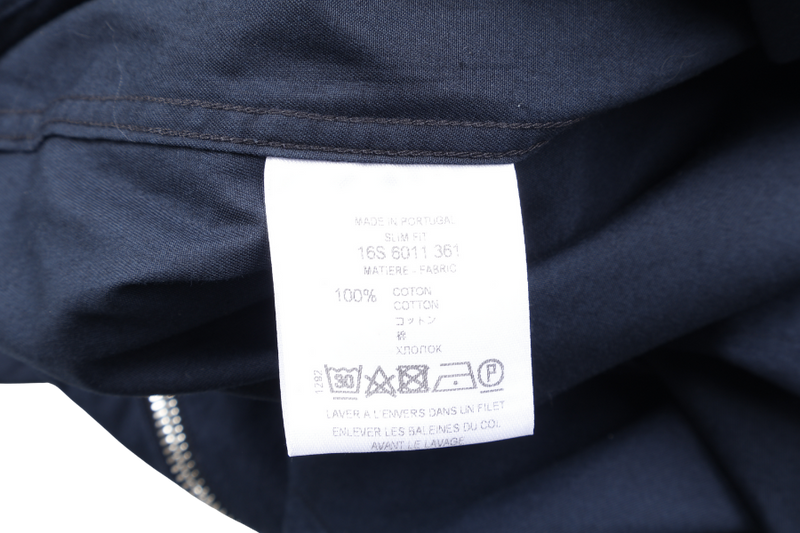 MADE IN PORTUGAL
SLIM FIT
16S 6011 361
MATIERE - FABRIC
100% COTON
COTTON
コットン
棉
ХЛОПОК
1292
30
P
LAVER A L'ENVERS DANS UN FILET
ENLEVER LES BALEINES DU COL
AVANT LE LAVAGE